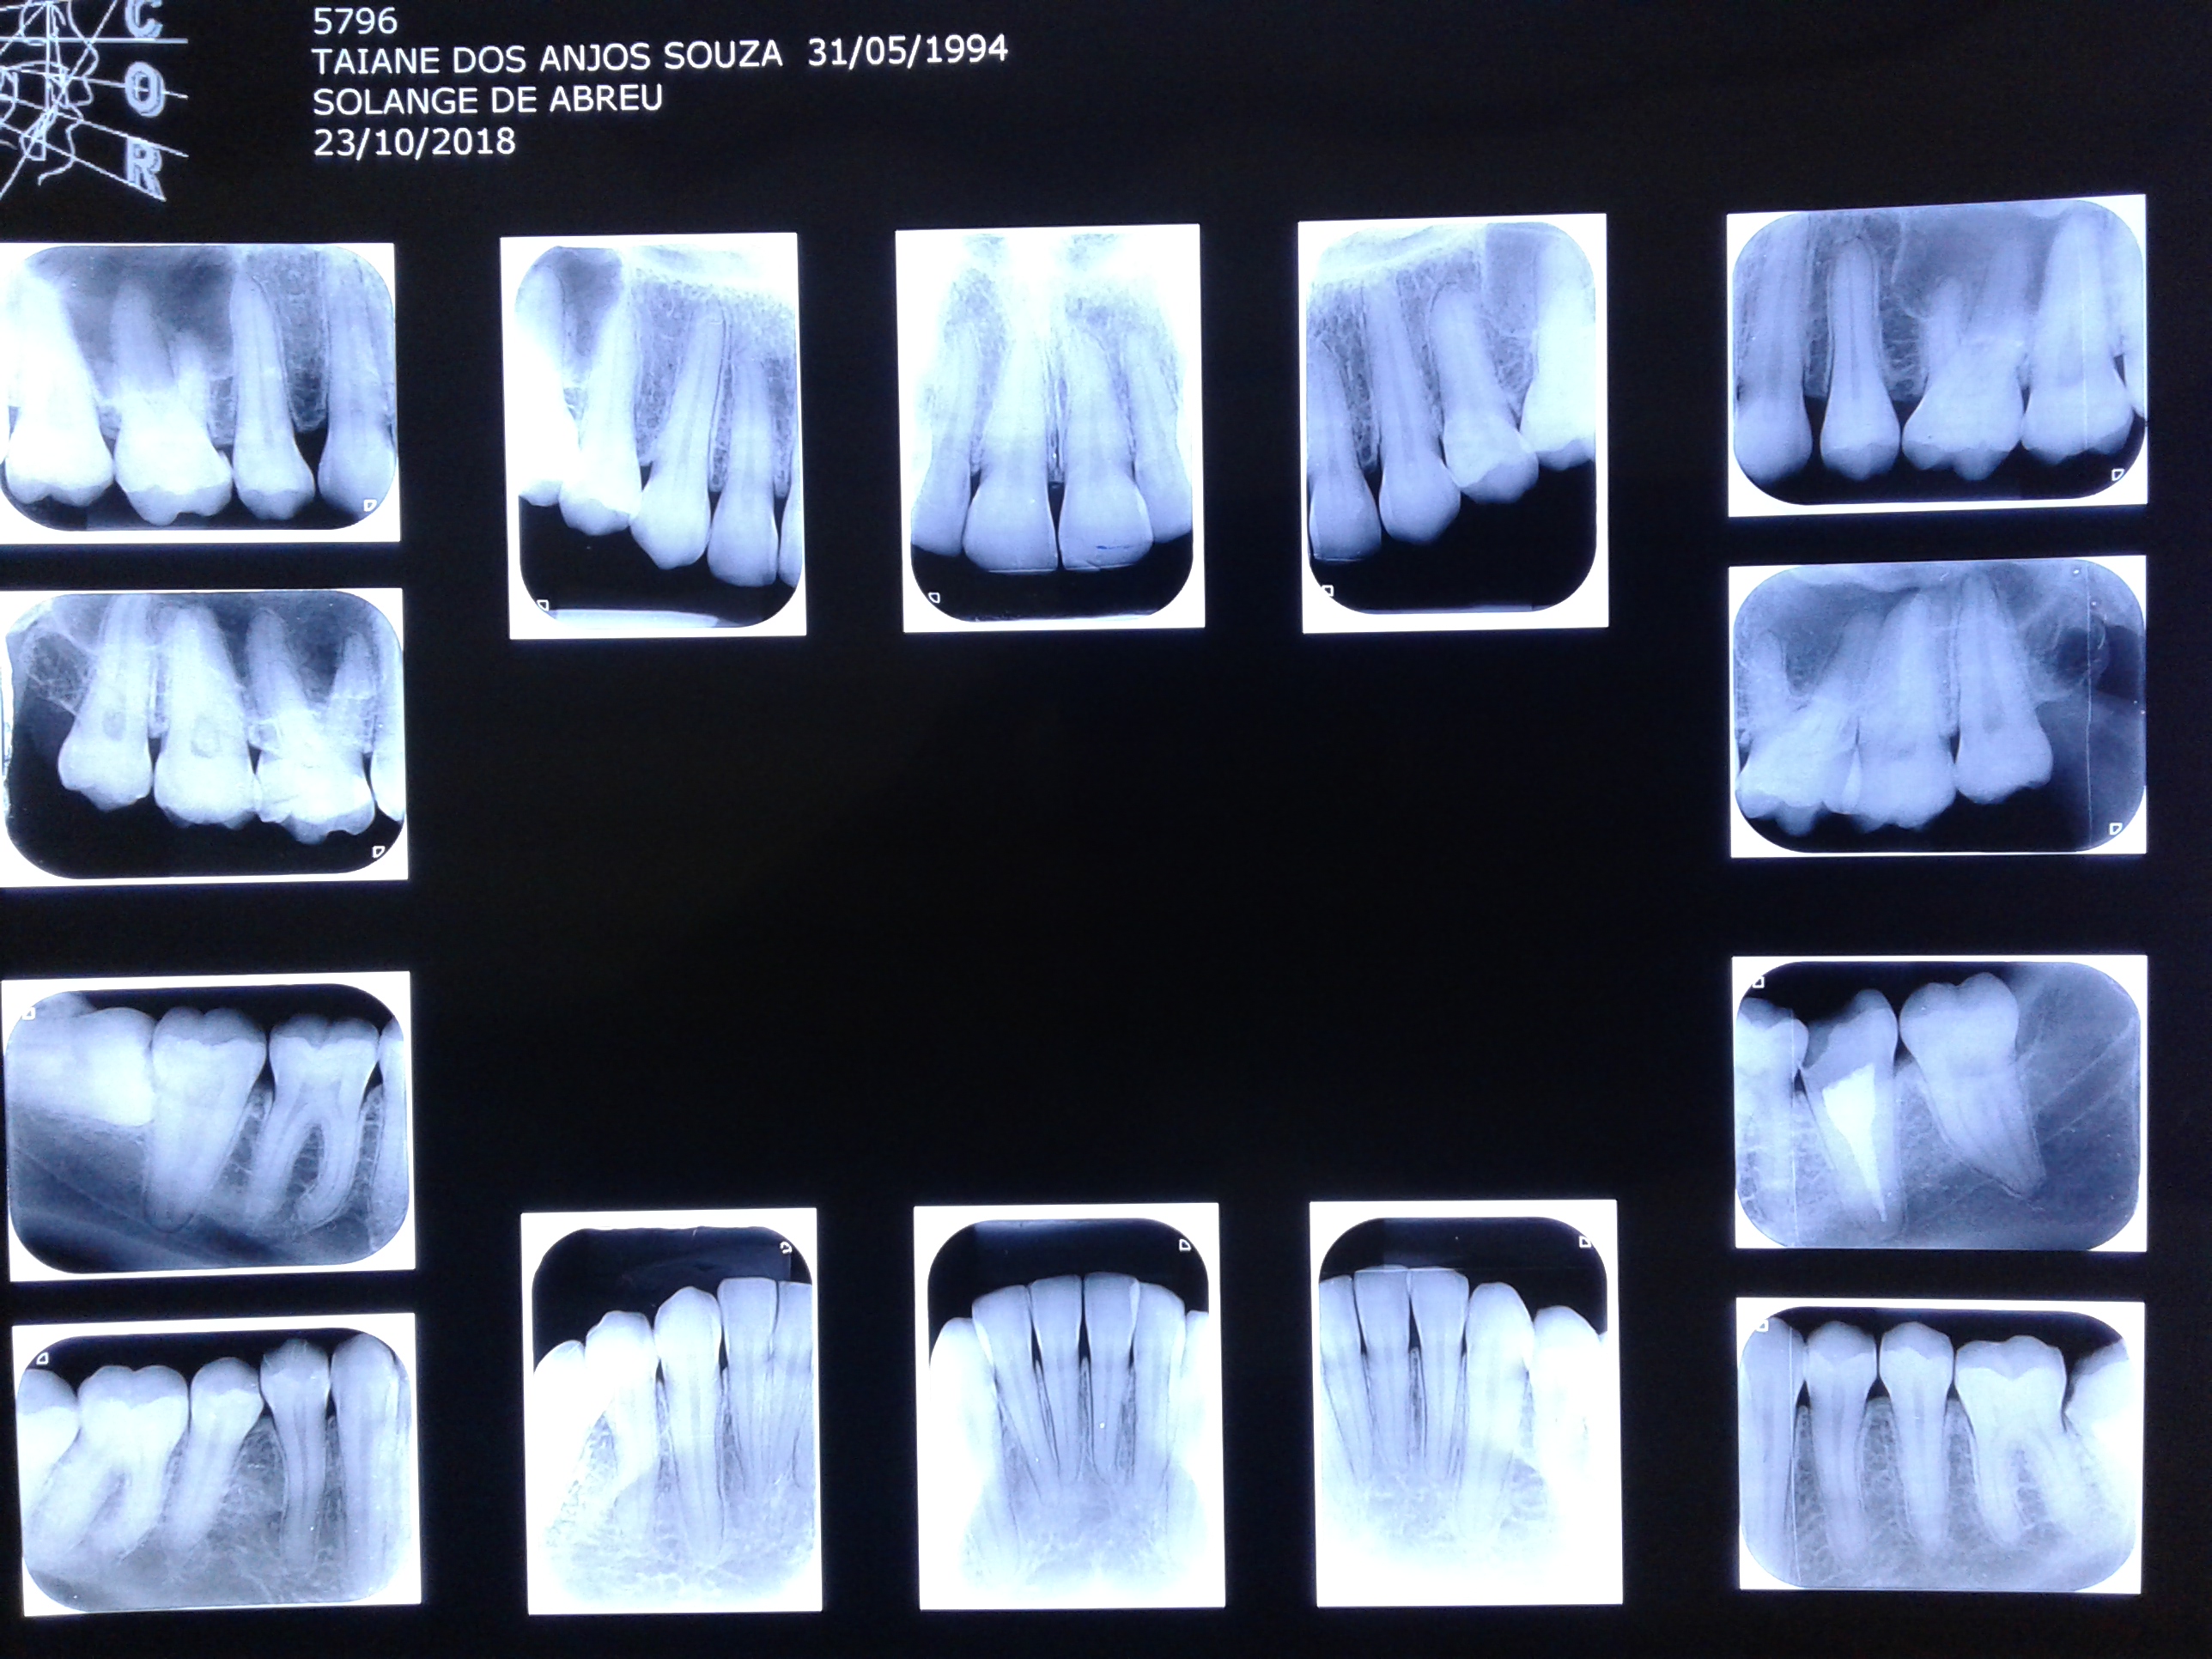 C
O
R
5796
TAIANE DOS ANJOS SOUZA 31/05/1994
SOLANGE DE ABREU
23/10/2018